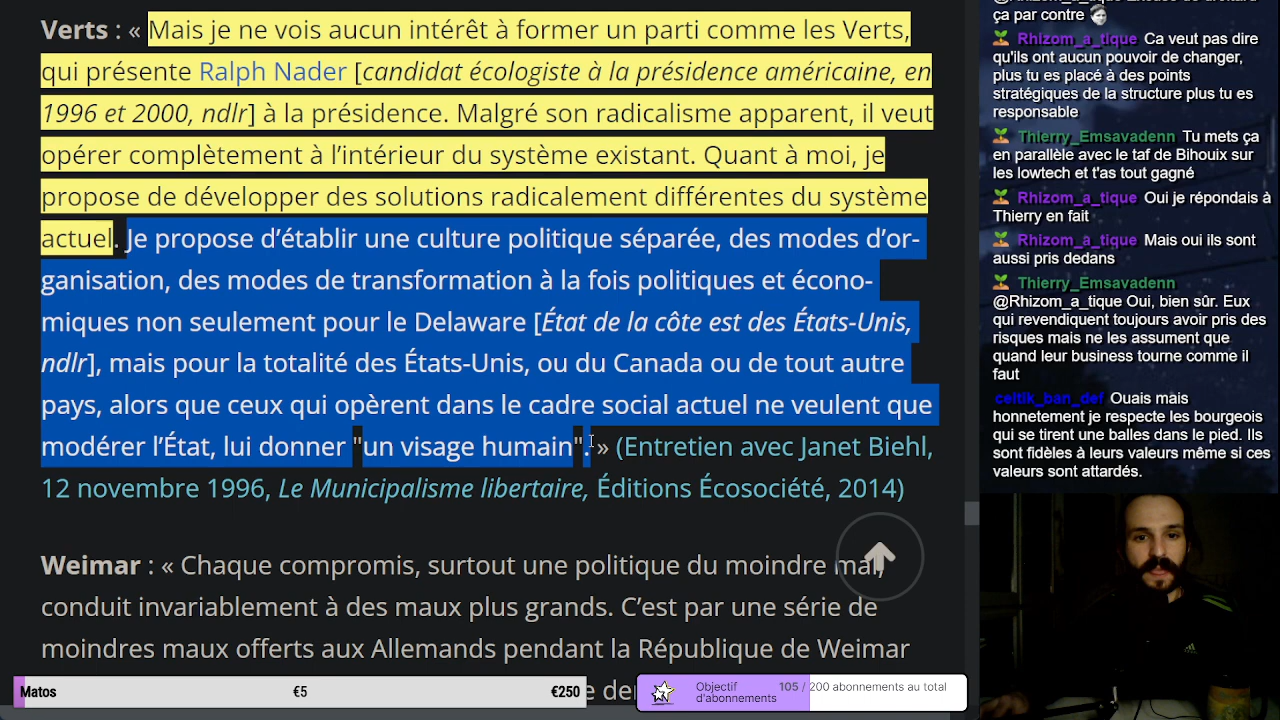 Verts : « Mais je ne vois aucun intérêt à former un parti comme les Verts,
qui présente Ralph Nader [candidat écologiste à la présidence américaine, en
1996 et 2000, ndlr] à la présidence. Malgré son radicalisme apparent, il veut
opérer complètement à l’intérieur du système existant. Quant à moi, je
propose de développer des solutions radicalement différentes du système
actuel. Je propose d’établir une culture politique séparée, des modes d’or-
ganisation, des modes de transformation à la fois politiques et écono-
miques non seulement pour le Delaware [État de la côte est des États-Unis,
ndlr], mais pour la totalité des États-Unis, ou du Canada ou de tout autre
pays, alors que ceux qui opèrent dans le cadre social actuel ne veulent que
modérer l’État, lui donner "un visage humain". » (Entretien avec Janet Biehl,
12 novembre 1996, Le Municipalisme libertaire, Éditions Écosociété, 2014)
Weimar : « Chaque compromis, surtout une politique du moindre mal,
conduit invariablement à des maux plus grands. C’est par une série de
moindres maux offerts aux Allemands pendant la République de Weimar
Matos €5 €250
Objectif
d'abonnements
105 / 200 abonnements au total
ça par contre
Rhizom_a_tique Ca veut pas dire
qu'ils ont aucun pouvoir de changer,
plus tu es placé à des points
stratégiques de la structure plus tu es
responsable
Thierry_Emsavadenn Tu mets ça
en parallèle avec le taf de Bihouix sur
les lowtech et t'as tout gagné
Rhizom_a_tique Oui je répondais à
Thierry en fait
Rhizom_a_tique Mais oui ils sont
aussi pris dedans
Thierry_Emsavadenn
@Rhizom_a_tique Oui, bien sûr. Eux
qui revendiquent toujours avoir pris des
risques mais ne les assument que
quand leur business tourne comme il
faut
celtik_ban_def Ouais mais
honnetement je respecte les bourgeois
qui se tirent une balles dans le pied. Ils
sont fidèles à leurs valeurs même si ces
valeurs sont attardés.